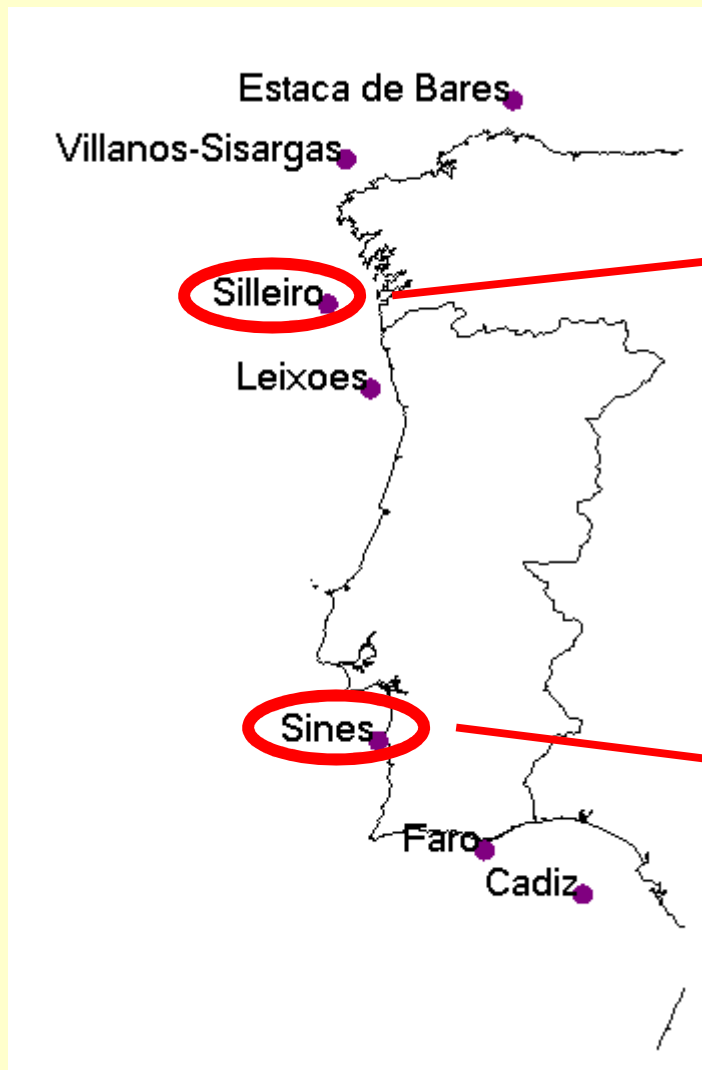 Estaca de Bares
Villanos-Sisargas
Silleiro
Leixoes
Sines
Faro
Cadiz